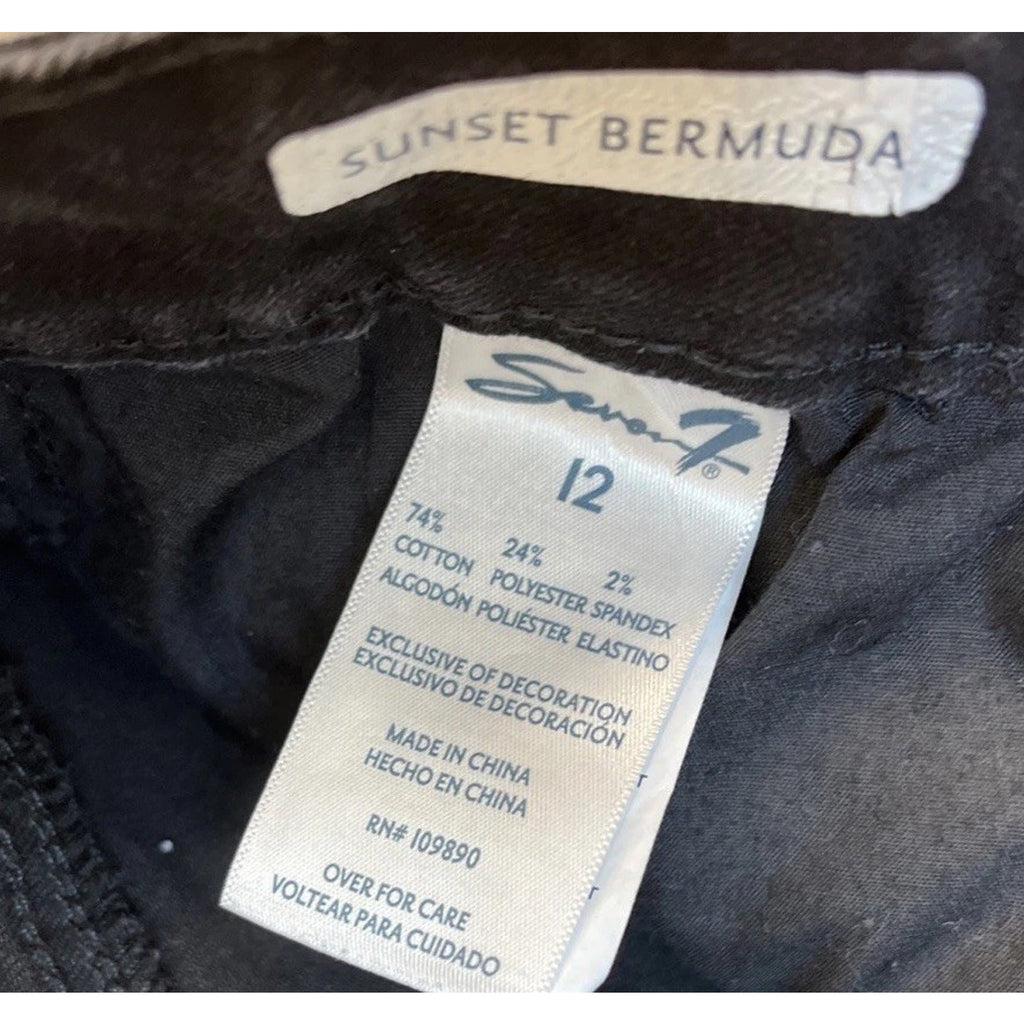 SUNSET BERMUDA
Seven7®
12
74% 24% 2%
COTTON POLYESTER SPANDEX
ALGODÓN POLIÉSTER ELASTINO
EXCLUSIVE OF DECORATION
EXCLUSIVO DE DECORACIÓN
MADE IN CHINA
HECHO EN CHINA
RN# 109890
OVER FOR CARE
VOLTEAR PARA CUIDADO
T
T